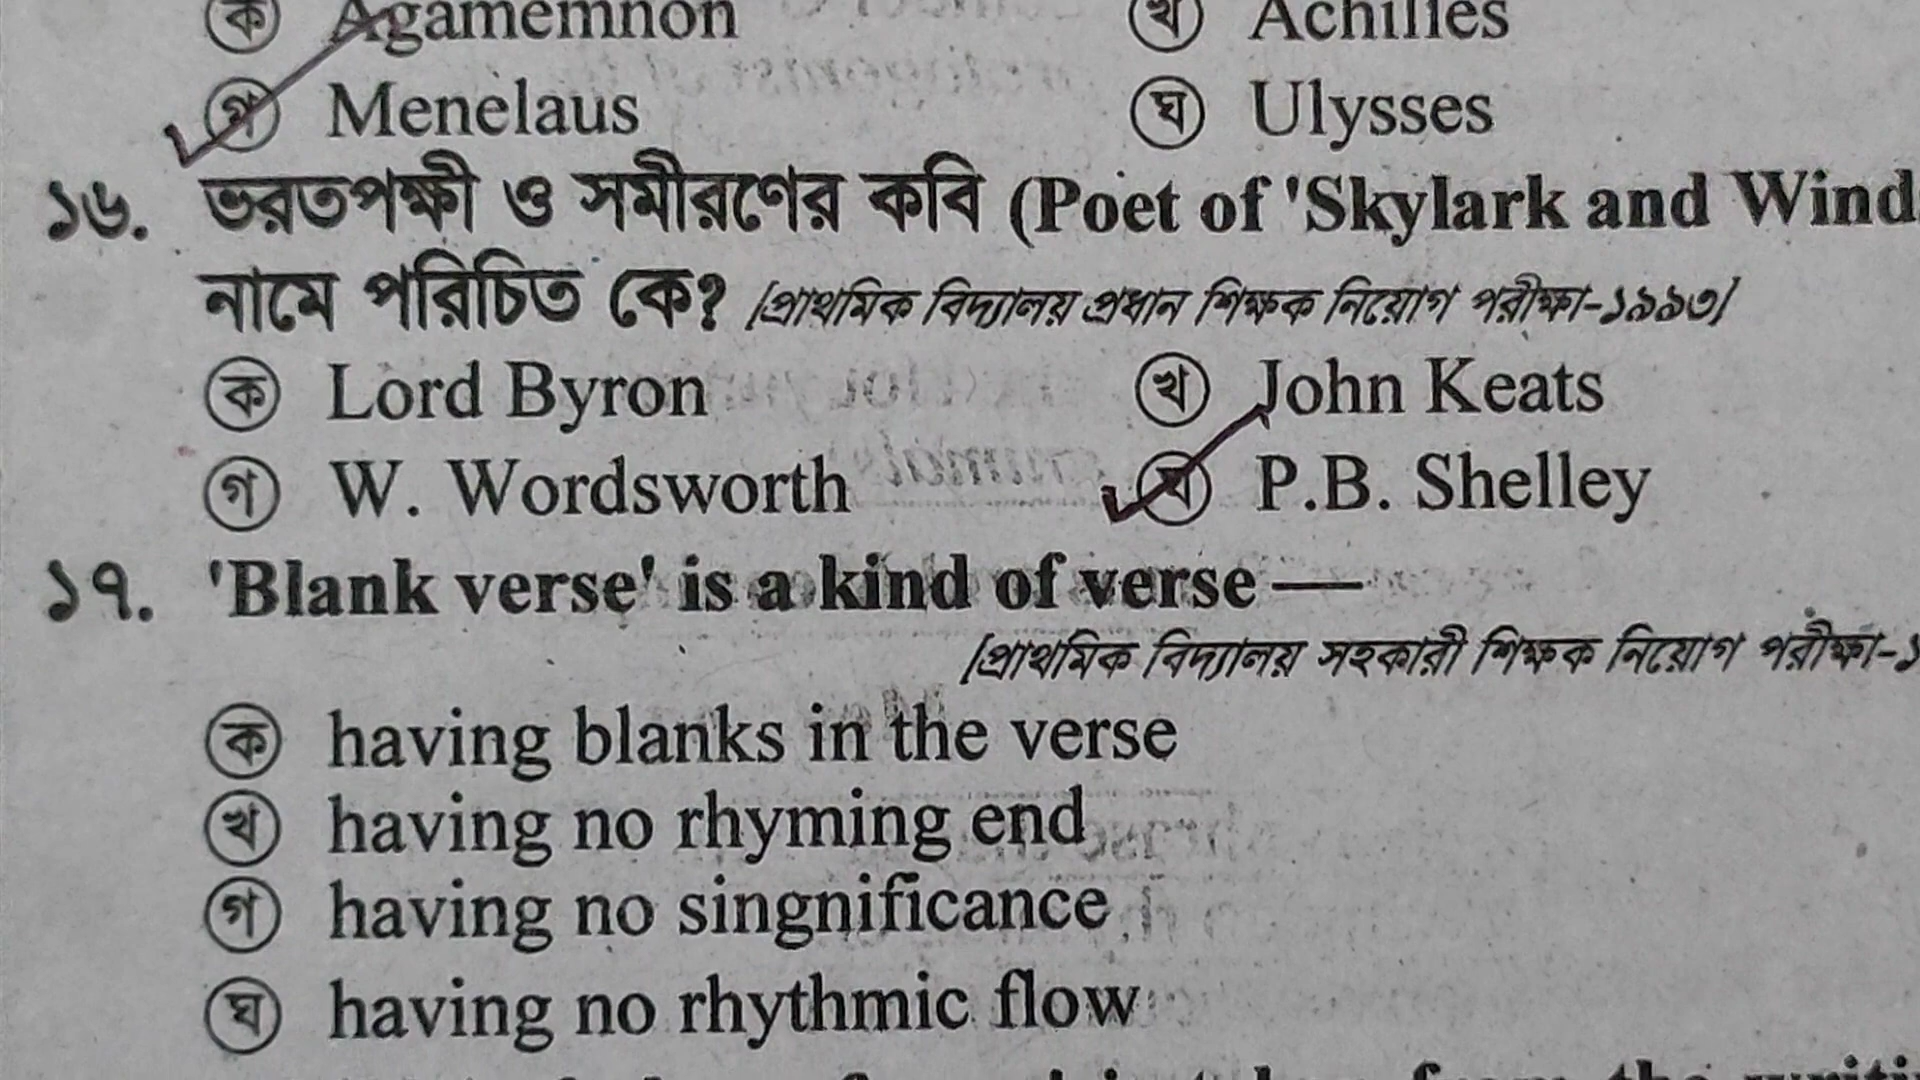 ক Agamemnon খ Achilles
গ Menelaus ঘ Ulysses
১৬. ভরতপক্ষী ও সমীরণের কবি (Poet of 'Skylark and Wind
নামে পরিচিত কে? [প্রাথমিক বিদ্যালয় প্রধান শিক্ষক নিয়োগ পরীক্ষা-১৯৯৩]
ক Lord Byron খ John Keats
গ W. Wordsworth ঘ P.B. Shelley
১৭. 'Blank verse' is a kind of verse —
[প্রাথমিক বিদ্যালয় সহকারী শিক্ষক নিয়োগ পরীক্ষা-১
ক having blanks in the verse
খ having no rhyming end
গ having no singnificance
ঘ having no rhythmic flow